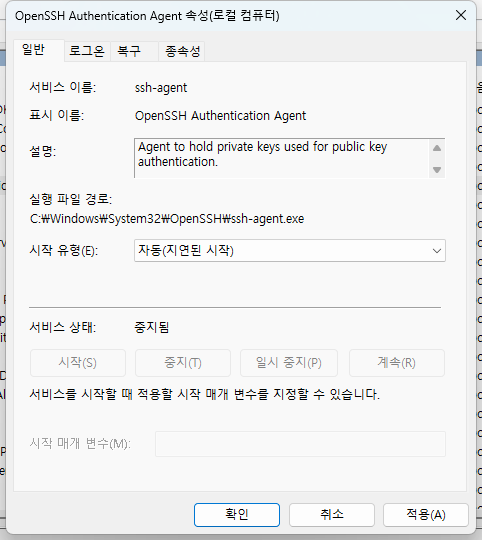 OpenSSH Authentication Agent 속성(로컬 컴퓨터)
일반 로그온 복구 종속성
서비스 이름: ssh-agent
표시 이름: OpenSSH Authentication Agent
설명: Agent to hold private keys used for public key
authentication.
실행 파일 경로:
C:₩Windows₩System32₩OpenSSH₩ssh-agent.exe
시작 유형(E): 자동(지연된 시작)
서비스 상태: 중지됨
시작(S) 중지(T) 일시 중지(P) 계속(R)
서비스를 시작할 때 적용할 시작 매개 변수를 지정할 수 있습니다.
시작 매개 변수(M):
확인 취소 적용(A)